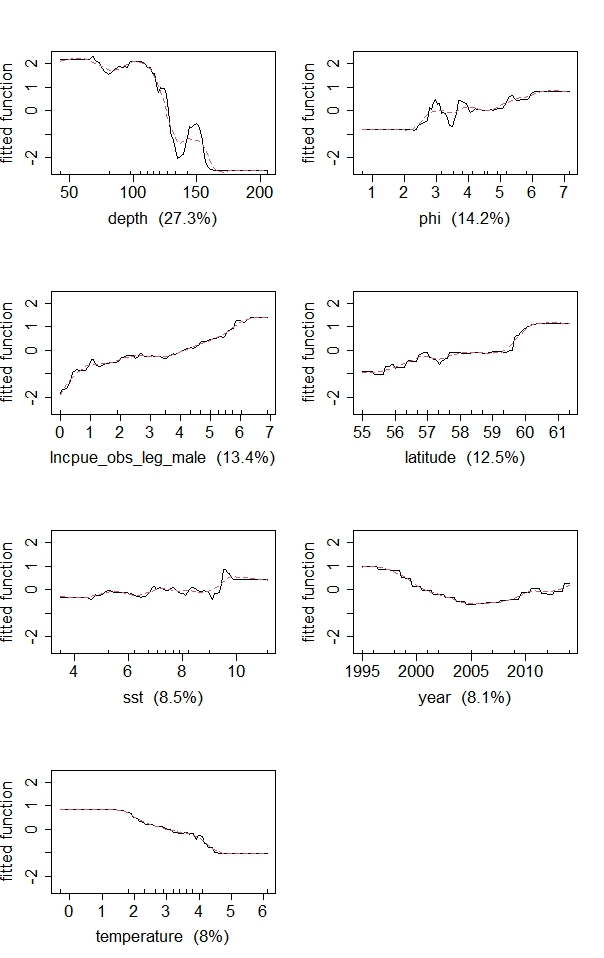 fitted function
2
1
0
-2
50 100 150 200
depth (27.3%)
fitted function
2
1
0
-2
1 2 3 4 5 6 7
phi (14.2%)
fitted function
2
1
0
-2
0 1 2 3 4 5 6 7
lncpue_obs_leg_male (13.4%)
fitted function
2
1
0
-2
55 56 57 58 59 60 61
latitude (12.5%)
fitted function
2
1
0
-2
4 6 8 10
sst (8.5%)
fitted function
2
1
0
-2
1995 2000 2005 2010
year (8.1%)
fitted function
2
1
0
-2
0 1 2 3 4 5 6
temperature (8%)